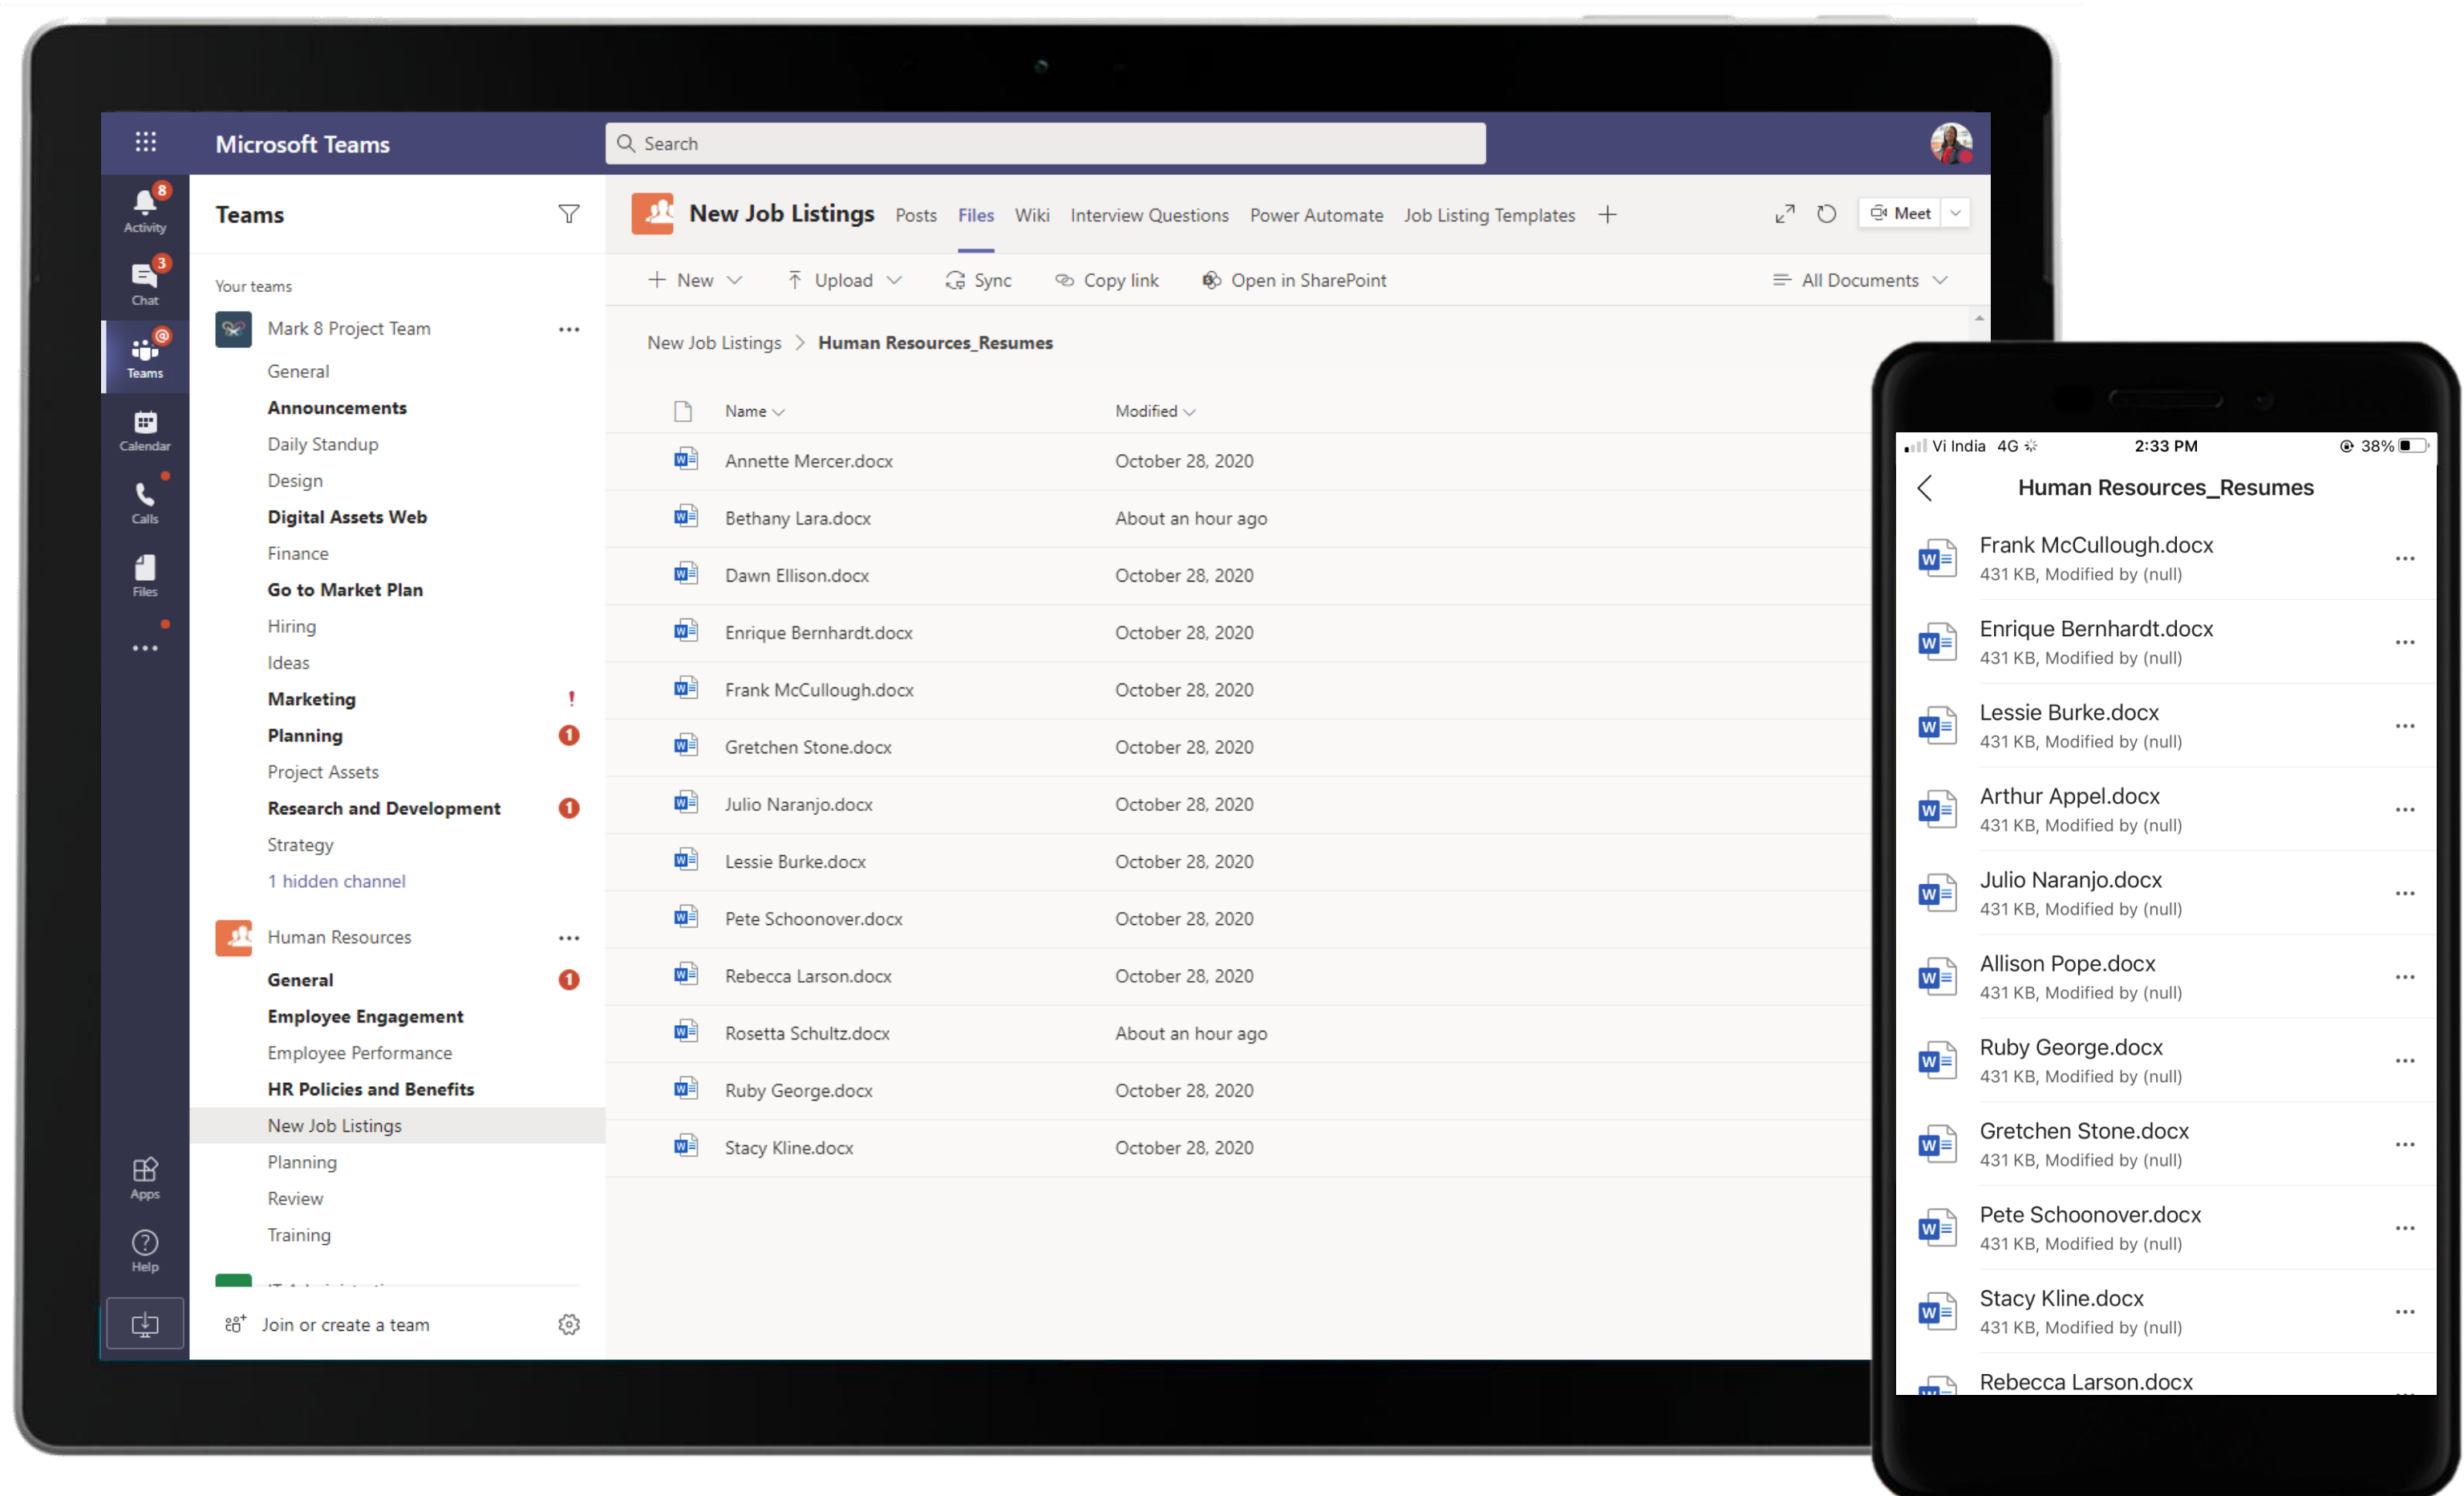 Microsoft Teams
Search
8
Activity
3
Chat
@
Teams
Calendar
Calls
Files
Apps
Help
Teams
Your teams
Mark 8 Project Team
General
Announcements
Daily Standup
Design
Digital Assets Web
Finance
Go to Market Plan
Hiring
Ideas
Marketing !
Planning 1
Project Assets
Research and Development 1
Strategy
1 hidden channel
Human Resources
General 1
Employee Engagement
Employee Performance
HR Policies and Benefits
New Job Listings
Planning
Review
Training
Join or create a team
New Job Listings Posts Files Wiki Interview Questions Power Automate Job Listing Templates Meet
New Upload Sync Copy link Open in SharePoint All Documents
New Job Listings > Human Resources_Resumes
Name Modified
Annette Mercer.docx October 28, 2020
Bethany Lara.docx About an hour ago
Dawn Ellison.docx October 28, 2020
Enrique Bernhardt.docx October 28, 2020
Frank McCullough.docx October 28, 2020
Gretchen Stone.docx October 28, 2020
Julio Naranjo.docx October 28, 2020
Lessie Burke.docx October 28, 2020
Pete Schoonover.docx October 28, 2020
Rebecca Larson.docx October 28, 2020
Rosetta Schultz.docx About an hour ago
Ruby George.docx October 28, 2020
Stacy Kline.docx October 28, 2020
Vi India 4G 2:33 PM 38%
Human Resources_Resumes
Frank McCullough.docx
431 KB, Modified by (null)
Enrique Bernhardt.docx
431 KB, Modified by (null)
Lessie Burke.docx
431 KB, Modified by (null)
Arthur Appel.docx
431 KB, Modified by (null)
Julio Naranjo.docx
431 KB, Modified by (null)
Allison Pope.docx
431 KB, Modified by (null)
Ruby George.docx
431 KB, Modified by (null)
Gretchen Stone.docx
431 KB, Modified by (null)
Pete Schoonover.docx
431 KB, Modified by (null)
Stacy Kline.docx
431 KB, Modified by (null)
Rebecca Larson.docx